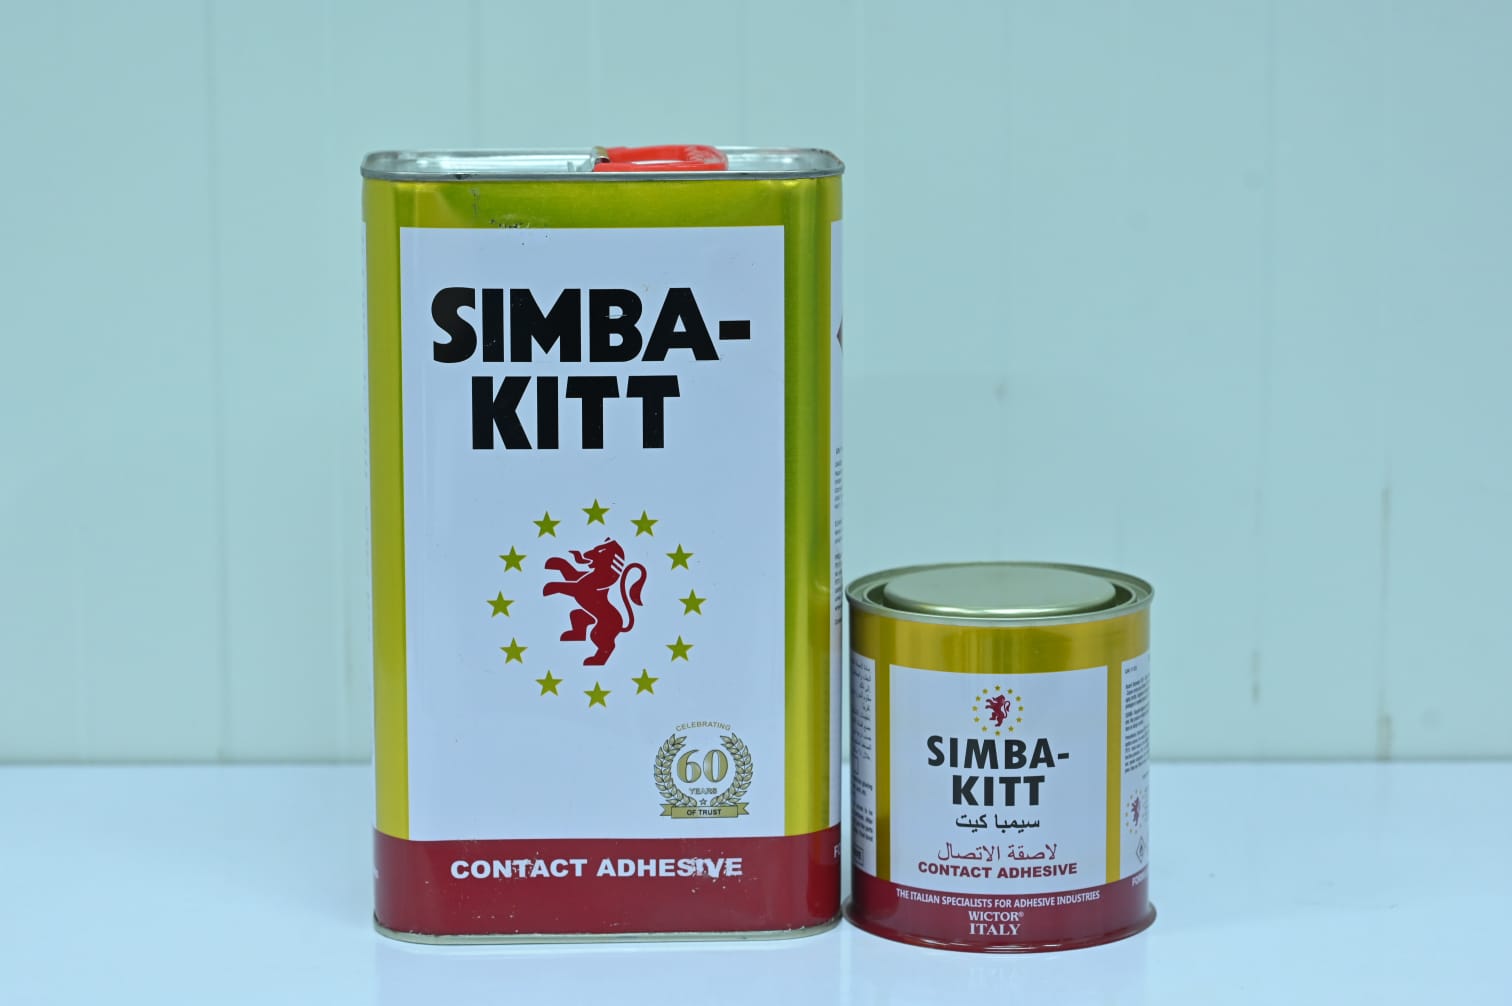 SIMBA-
KITT
CELEBRATING
60
YEARS
OF TRUST
CONTACT ADHESIVE
SIMBA-
KITT
سيمبا كيت
لاصقة الاتصال
CONTACT ADHESIVE
THE ITALIAN SPECIALISTS FOR ADHESIVE INDUSTRIES
WICTOR®
ITALY